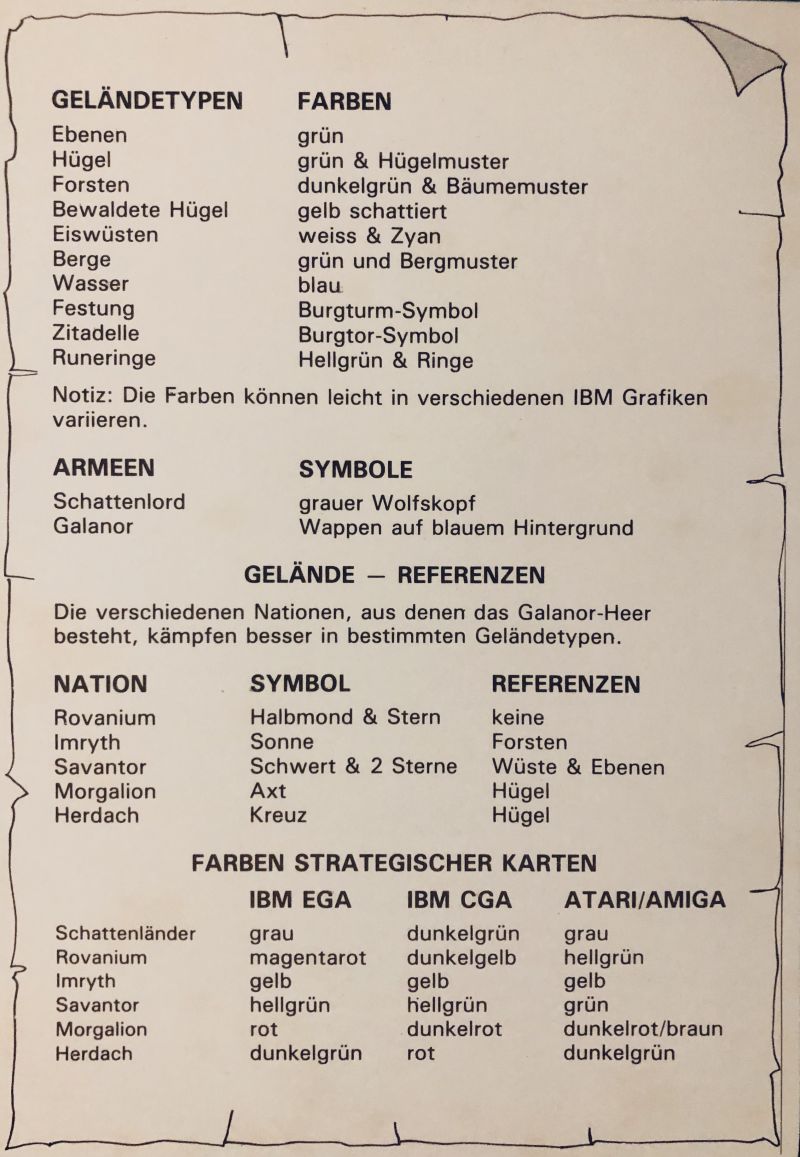 GELÄNDETYPEN FARBEN
Ebenen grün
Hügel grün & Hügelmuster
Forsten dunkelgrün & Bäumemuster
Bewaldete Hügel gelb schattiert
Eiswüsten weiss & Zyan
Berge grün und Bergmuster
Wasser blau
Festung Burgturm-Symbol
Zitadelle Burgtor-Symbol
Runeringe Hellgrün & Ringe
Notiz: Die Farben können leicht in verschiedenen IBM Grafiken
variieren.
ARMEEN SYMBOLE
Schattenlord grauer Wolfskopf
Galanor Wappen auf blauem Hintergrund
GELÄNDE — REFERENZEN
Die verschiedenen Nationen, aus denen das Galanor-Heer
besteht, kämpfen besser in bestimmten Geländetypen.
NATION SYMBOL REFERENZEN
Rovanium Halbmond & Stern keine
Imryth Sonne Forsten
Savantor Schwert & 2 Sterne Wüste & Ebenen
Morgalion Axt Hügel
Herdach Kreuz Hügel
FARBEN STRATEGISCHER KARTEN
IBM EGA IBM CGA ATARI/AMIGA
Schattenländer grau dunkelgrün grau
Rovanium magentarot dunkelgelb hellgrün
Imryth gelb gelb gelb
Savantor hellgrün hellgrün grün
Morgalion rot dunkelrot dunkelrot/braun
Herdach dunkelgrün rot dunkelgrün